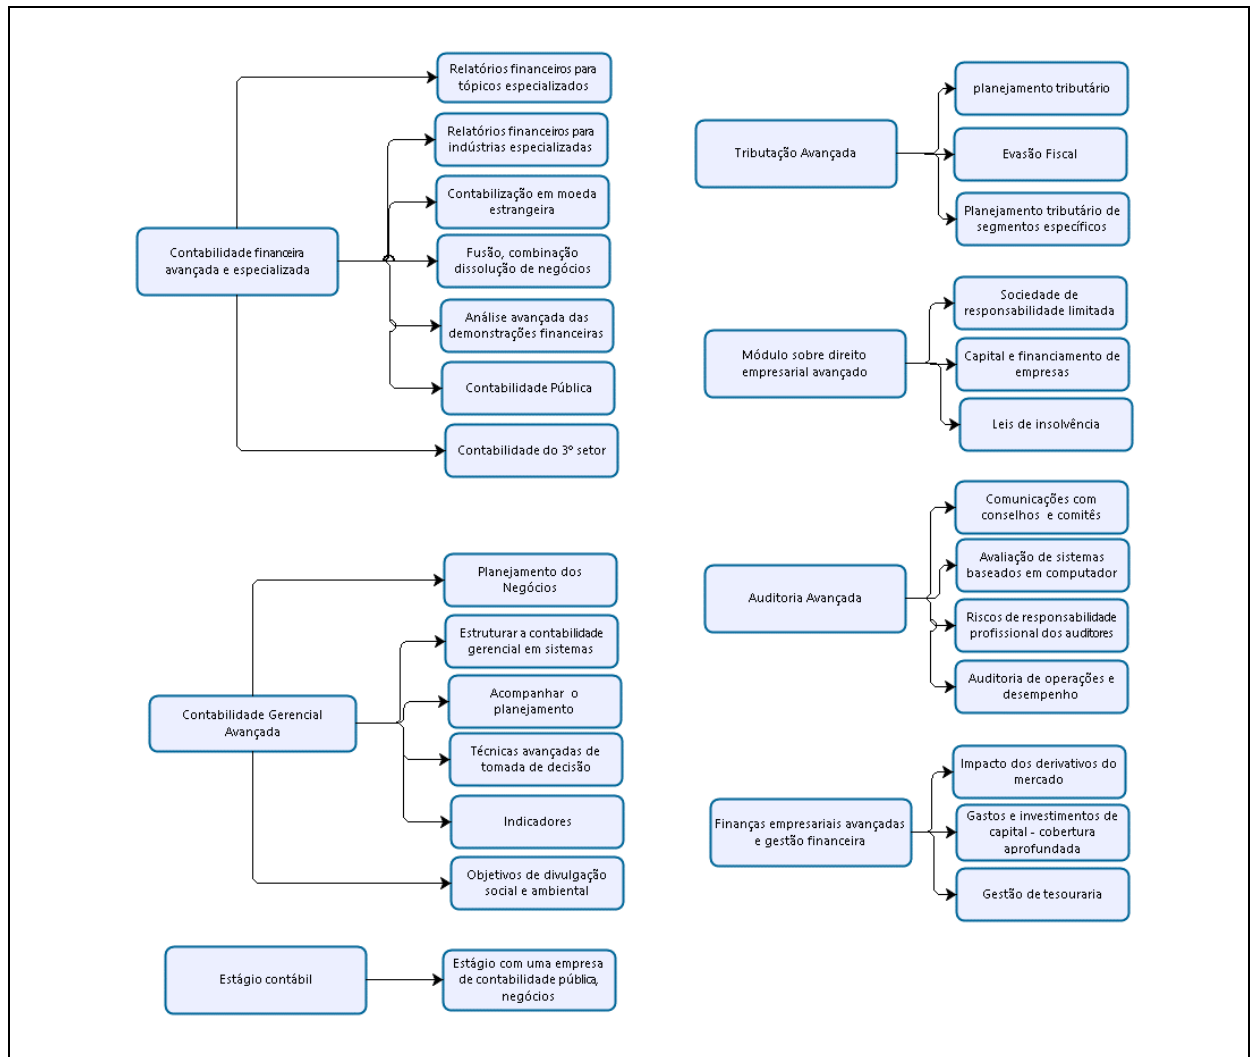 Contabilidade financeira
avançada e especializada
Relatórios financeiros para
tópicos especializados
Relatórios financeiros para
indústrias especializadas
Contabilização em moeda
estrangeira
Fusão, combinação
dissolução de negócios
Análise avançada das
demonstrações financeiras
Contabilidade Pública
Contabilidade do 3º setor
Contabilidade Gerencial
Avançada
Planejamento dos
Negócios
Estruturar a contabilidade
gerencial em sistemas
Acompanhar o
planejamento
Técnicas avançadas de
tomada de decisão
Indicadores
Objetivos de divulgação
social e ambiental
Estágio contábil
Estágio com uma empresa
de contabilidade pública,
negócios
Tributação Avançada
planejamento tributário
Evasão Fiscal
Planejamento tributário de
segmentos específicos
Módulo sobre direito
empresarial avançado
Sociedade de
responsabilidade limitada
Capital e financiamento de
empresas
Leis de insolvência
Auditoria Avançada
Comunicações com
conselhos e comitês
Avaliação de sistemas
baseados em computador
Riscos de responsabilidade
profissional dos auditores
Auditoria de operações e
desempenho
Finanças empresariais avançadas
e gestão financeira
Impacto dos derivativos do
mercado
Gastos e investimentos de
capital - cobertura
aprofundada
Gestão de tesouraria